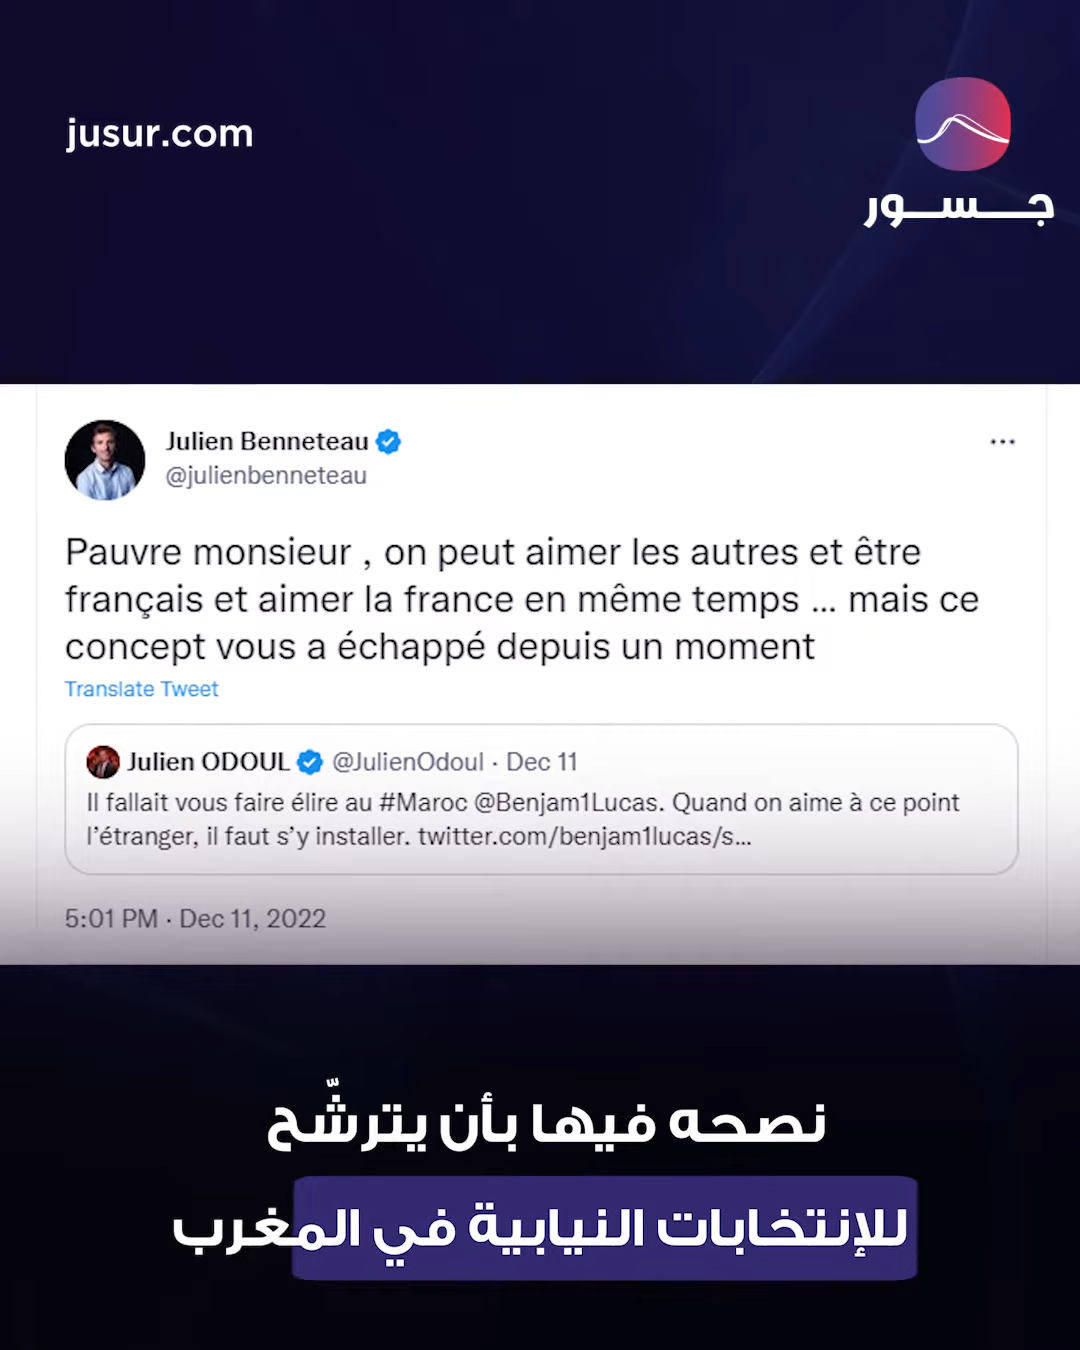 jusur.com
جسور
Julien Benneteau
@julienbenneteau
Pauvre monsieur , on peut aimer les autres et être
français et aimer la france en même temps ... mais ce
concept vous a échappé depuis un moment
Translate Tweet
Julien ODOUL @JulienOdoul · Dec 11
Il fallait vous faire élire au #Maroc @Benjam1Lucas. Quand on aime à ce point
l’étranger, il faut s’y installer. twitter.com/benjam1lucas/s...
5:01 PM · Dec 11, 2022
نصحه فيها بأن يترشّح
للإنتخابات النيابية في المغرب